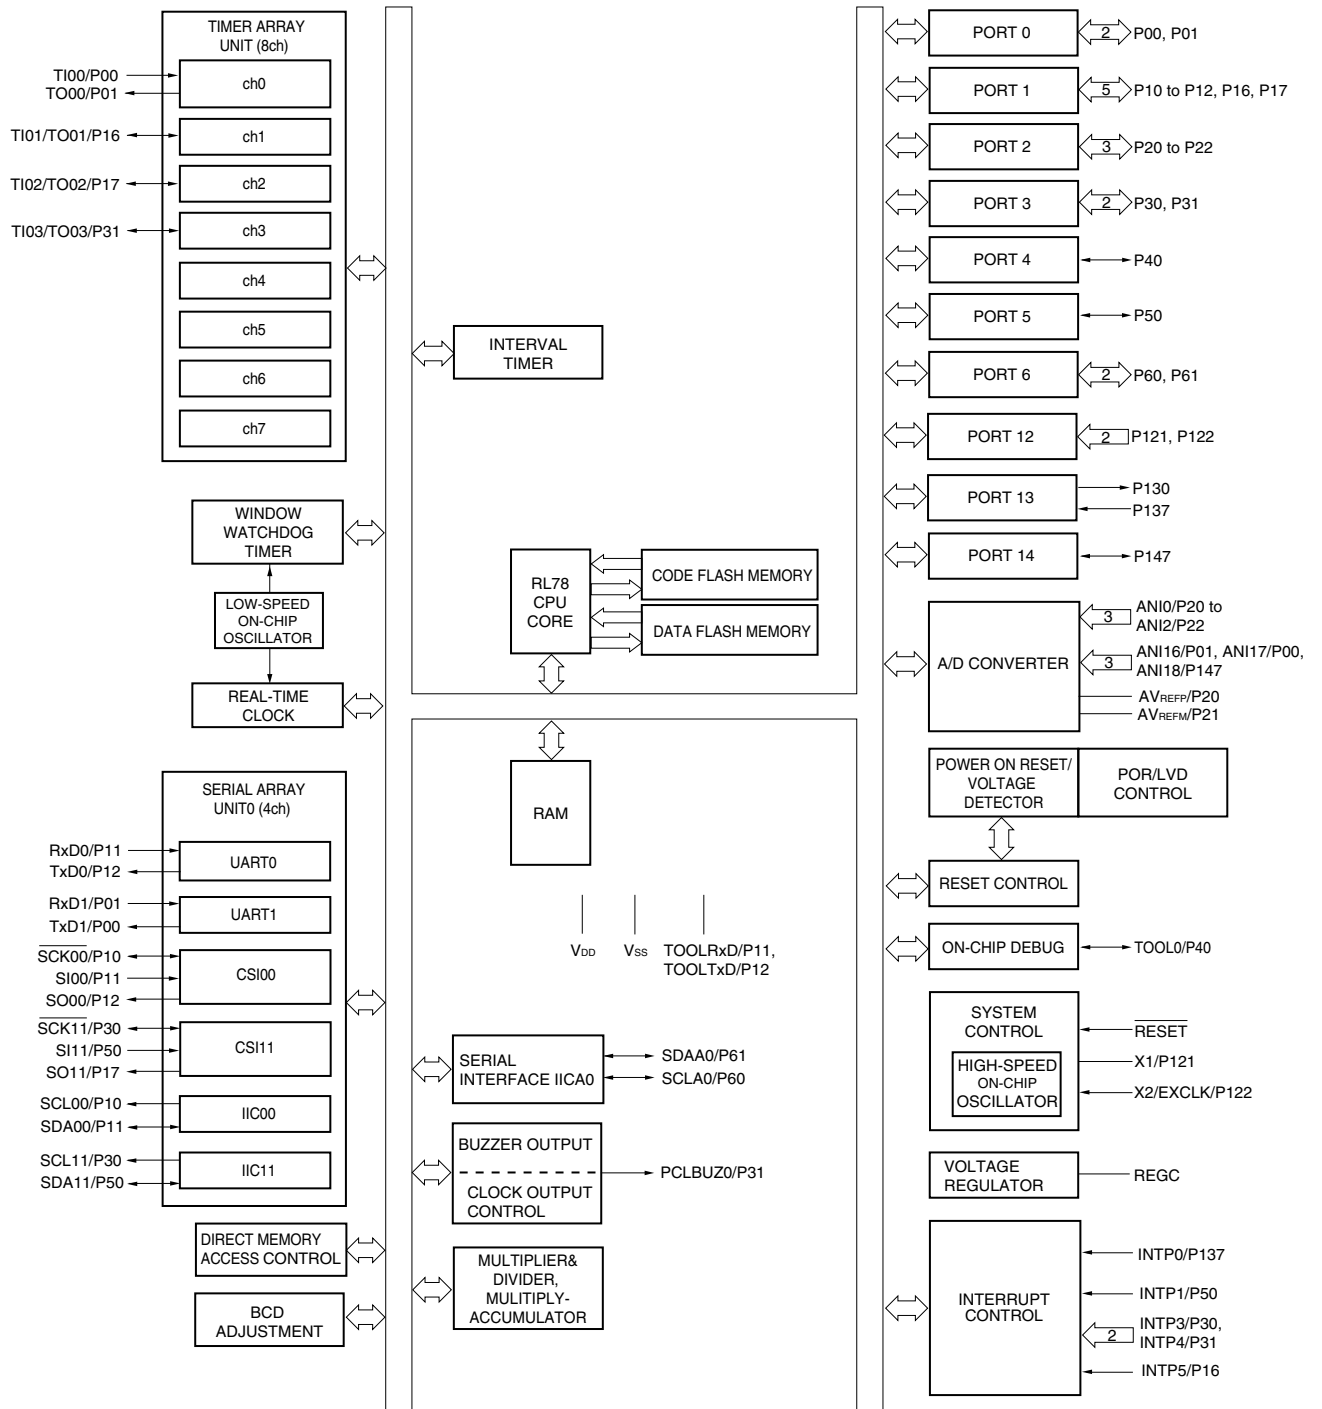 TIMER ARRAY
UNIT (8ch)
TI00/P00
TO00/P01
ch0
TI01/TO01/P16
ch1
TI02/TO02/P17
ch2
TI03/TO03/P31
ch3
ch4
ch5
ch6
ch7
WINDOW
WATCHDOG
TIMER
LOW-SPEED
ON-CHIP
OSCILLATOR
REAL-TIME
CLOCK
SERIAL ARRAY
UNIT0 (4ch)
RxD0/P11
TxD0/P12
UART0
RxD1/P01
TxD1/P00
UART1
SCK00/P10
SI00/P11
SO00/P12
CSI00
SCK11/P30
SI11/P50
SO11/P17
CSI11
SCL00/P10
SDA00/P11
IIC00
SCL11/P30
SDA11/P50
IIC11
DIRECT MEMORY
ACCESS CONTROL
BCD
ADJUSTMENT
INTERVAL
TIMER
RL78
CPU
CORE
CODE FLASH MEMORY
DATA FLASH MEMORY
RAM
VDD
VSS
TOOLRxD/P11,
TOOLTxD/P12
SERIAL
INTERFACE IICA0
SDAA0/P61
SCLA0/P60
BUZZER OUTPUT
CLOCK OUTPUT
CONTROL
PCLBUZ0/P31
MULTIPLIER&
DIVIDER,
MULITIPLY-
ACCUMULATOR
PORT 0
2
P00, P01
PORT 1
5
P10 to P12, P16, P17
PORT 2
3
P20 to P22
PORT 3
2
P30, P31
PORT 4
P40
PORT 5
P50
PORT 6
2
P60, P61
PORT 12
2
P121, P122
PORT 13
P130
P137
PORT 14
P147
A/D CONVERTER
3
ANI0/P20 to
ANI2/P22
3
ANI16/P01, ANI17/P00,
ANI18/P147
AVREFP/P20
AVREFM/P21
POWER ON RESET/
VOLTAGE
DETECTOR
POR/LVD
CONTROL
RESET CONTROL
ON-CHIP DEBUG
TOOL0/P40
SYSTEM
CONTROL
HIGH-SPEED
ON-CHIP
OSCILLATOR
RESET
X1/P121
X2/EXCLK/P122
VOLTAGE
REGULATOR
REGC
INTERRUPT
CONTROL
INTP0/P137
INTP1/P50
2
INTP3/P30,
INTP4/P31
INTP5/P16